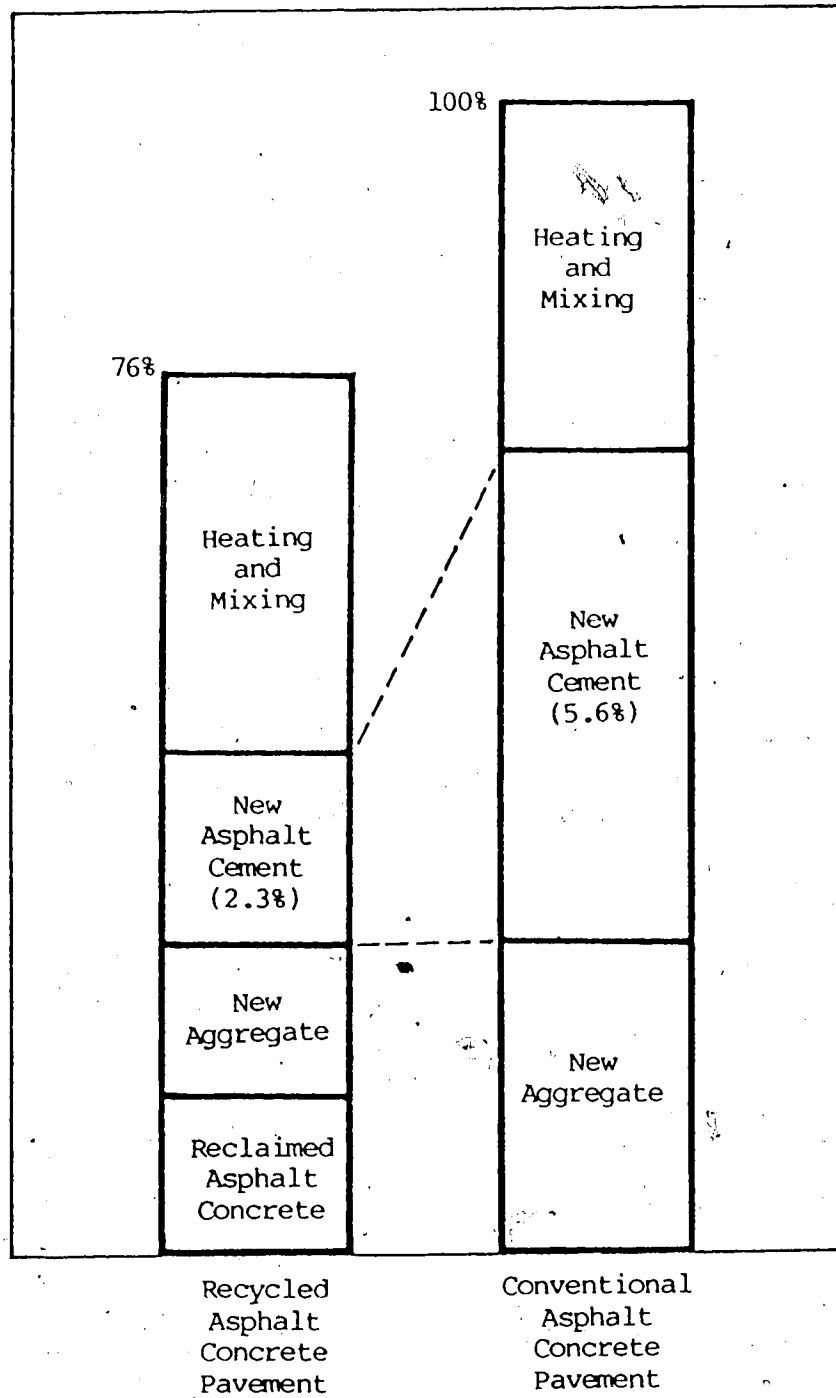 100%
Heating
and
Mixing
New
Asphalt
Cement
(5.6%)
New
Aggregate
76%
Heating
and
Mixing
New
Asphalt
Cement
(2.3%)
New
Aggregate
Reclaimed
Asphalt
Concrete
Recycled
Asphalt
Concrete
Pavement
Conventional
Asphalt
Concrete
Pavement